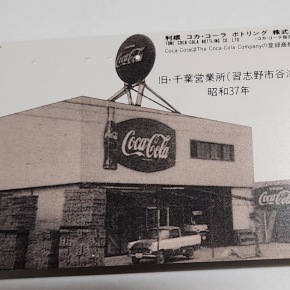 利根 コカ・コーラ ボトリング 株式
TONE COCA-COLA BOTTLING CO., LTD.
Coca-ColaはThe Coca-Cola Companyの登録商標
旧・千葉営業所(習志野市谷津
昭和37年
Coca-Cola
Coca-Cola
Coca-Cola